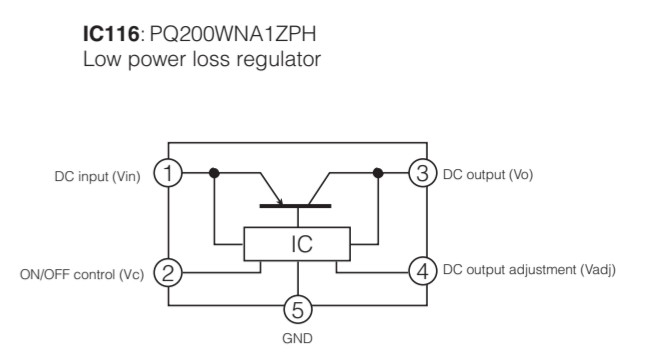 IC116: PQ200WNA1ZPH
Low power loss regulator
1
3
DC input (Vin)
DC output (Vo)
IC
ON/OFF control (Vc)
2
4
DC output adjustment (Vadj)
5
GND